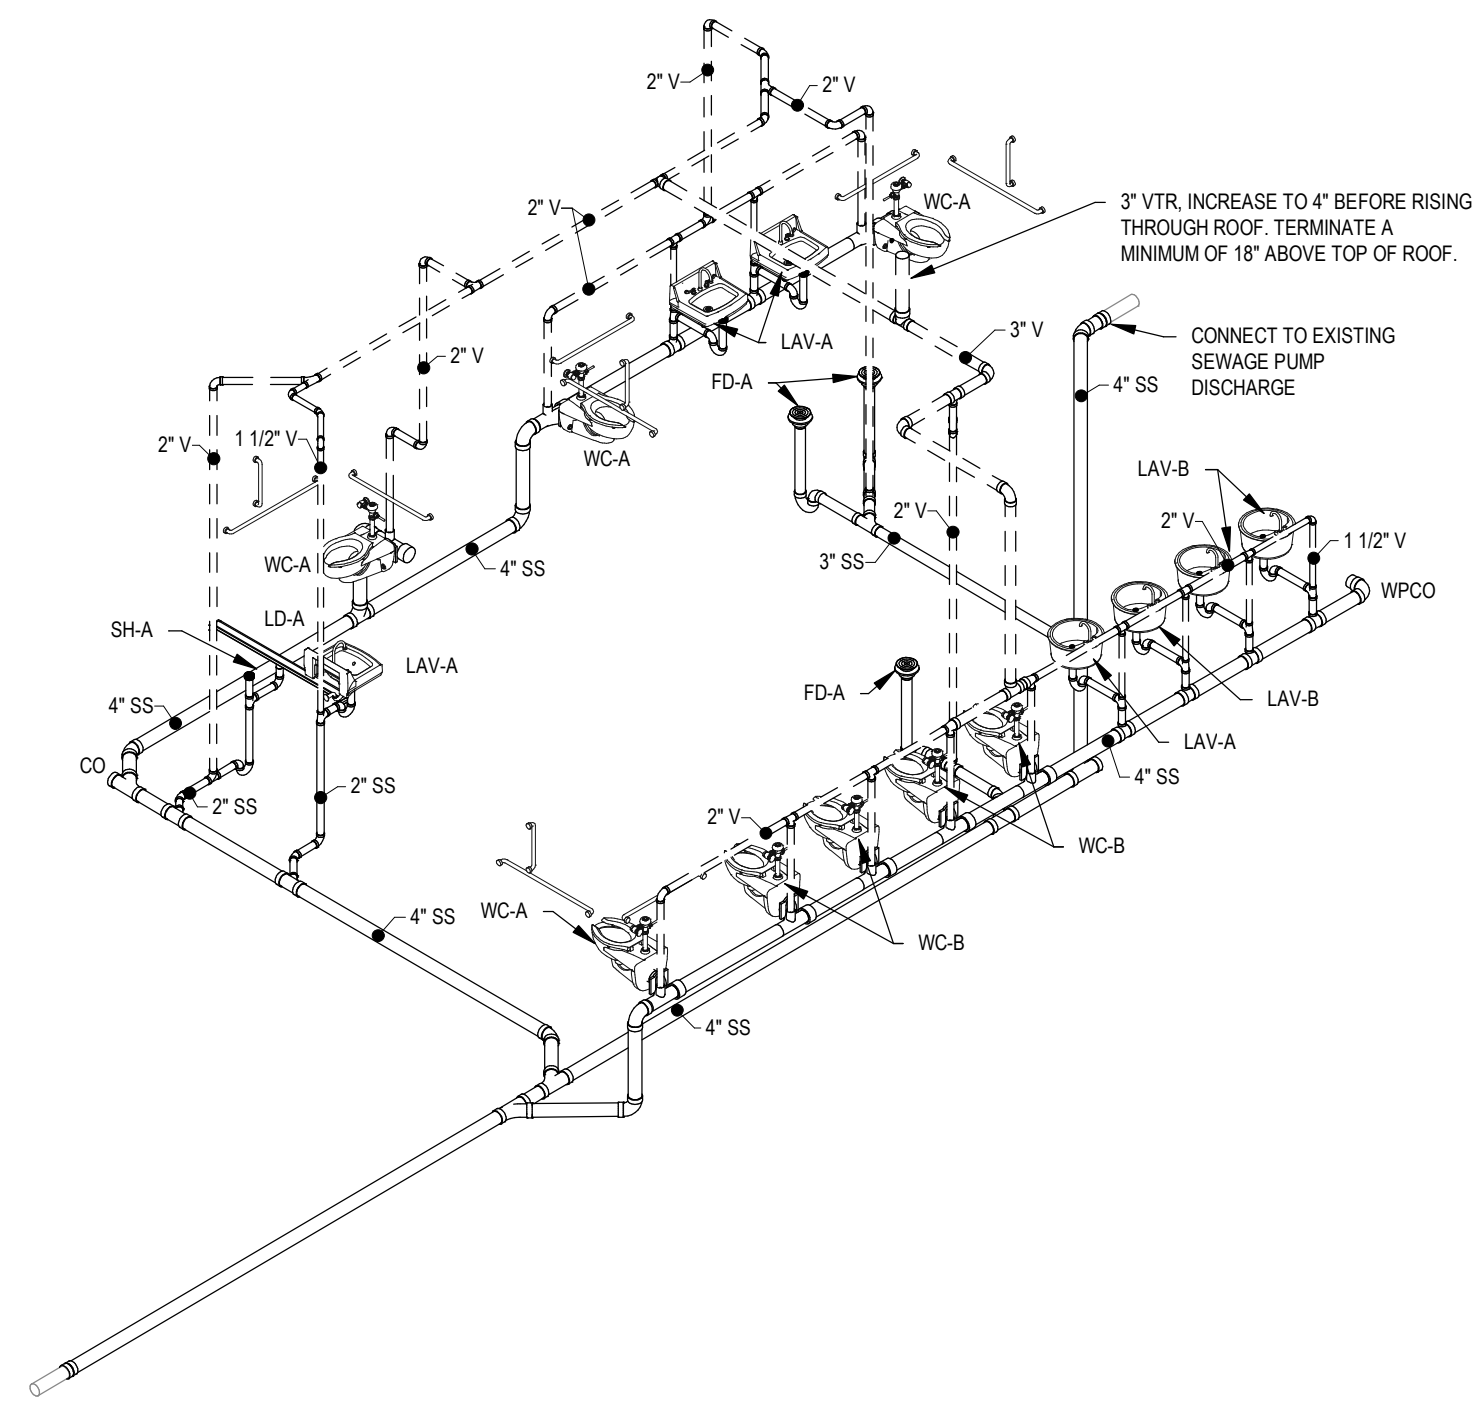 2" V
2" V
WC-A
3" VTR, INCREASE TO 4" BEFORE RISING
THROUGH ROOF. TERMINATE A
MINIMUM OF 18" ABOVE TOP OF ROOF.
2" V
3" V
CONNECT TO EXISTING
SEWAGE PUMP
DISCHARGE
LAV-A
2" V
FD-A
4" SS
2" V
1 1/2" V
WC-A
LAV-B
2" V
2" V
1 1/2" V
WC-A
4" SS
3" SS
WPCO
LD-A
SH-A
LAV-A
FD-A
LAV-B
4" SS
LAV-A
CO
4" SS
2" SS
2" SS
2" V
WC-B
WC-A
4" SS
WC-B
4" SS